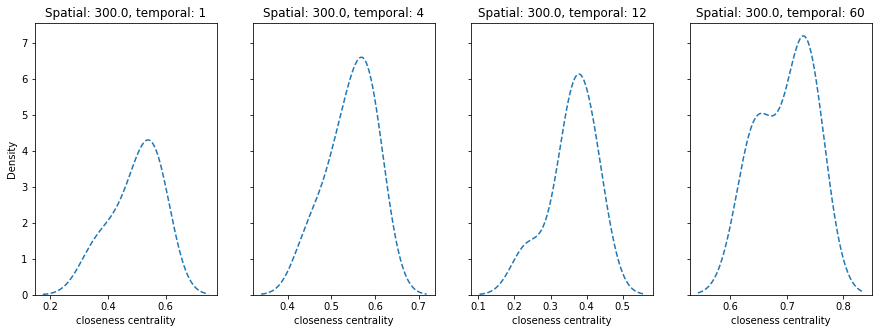 Spatial: 300.0, temporal: 1
Spatial: 300.0, temporal: 4
Spatial: 300.0, temporal: 12
Spatial: 300.0, temporal: 60
Density
7
6
5
4
3
2
1
0
0.2 0.4 0.6
0.4 0.5 0.6 0.7
0.1 0.2 0.3 0.4 0.5
0.6 0.7 0.8
closeness centrality
closeness centrality
closeness centrality
closeness centrality